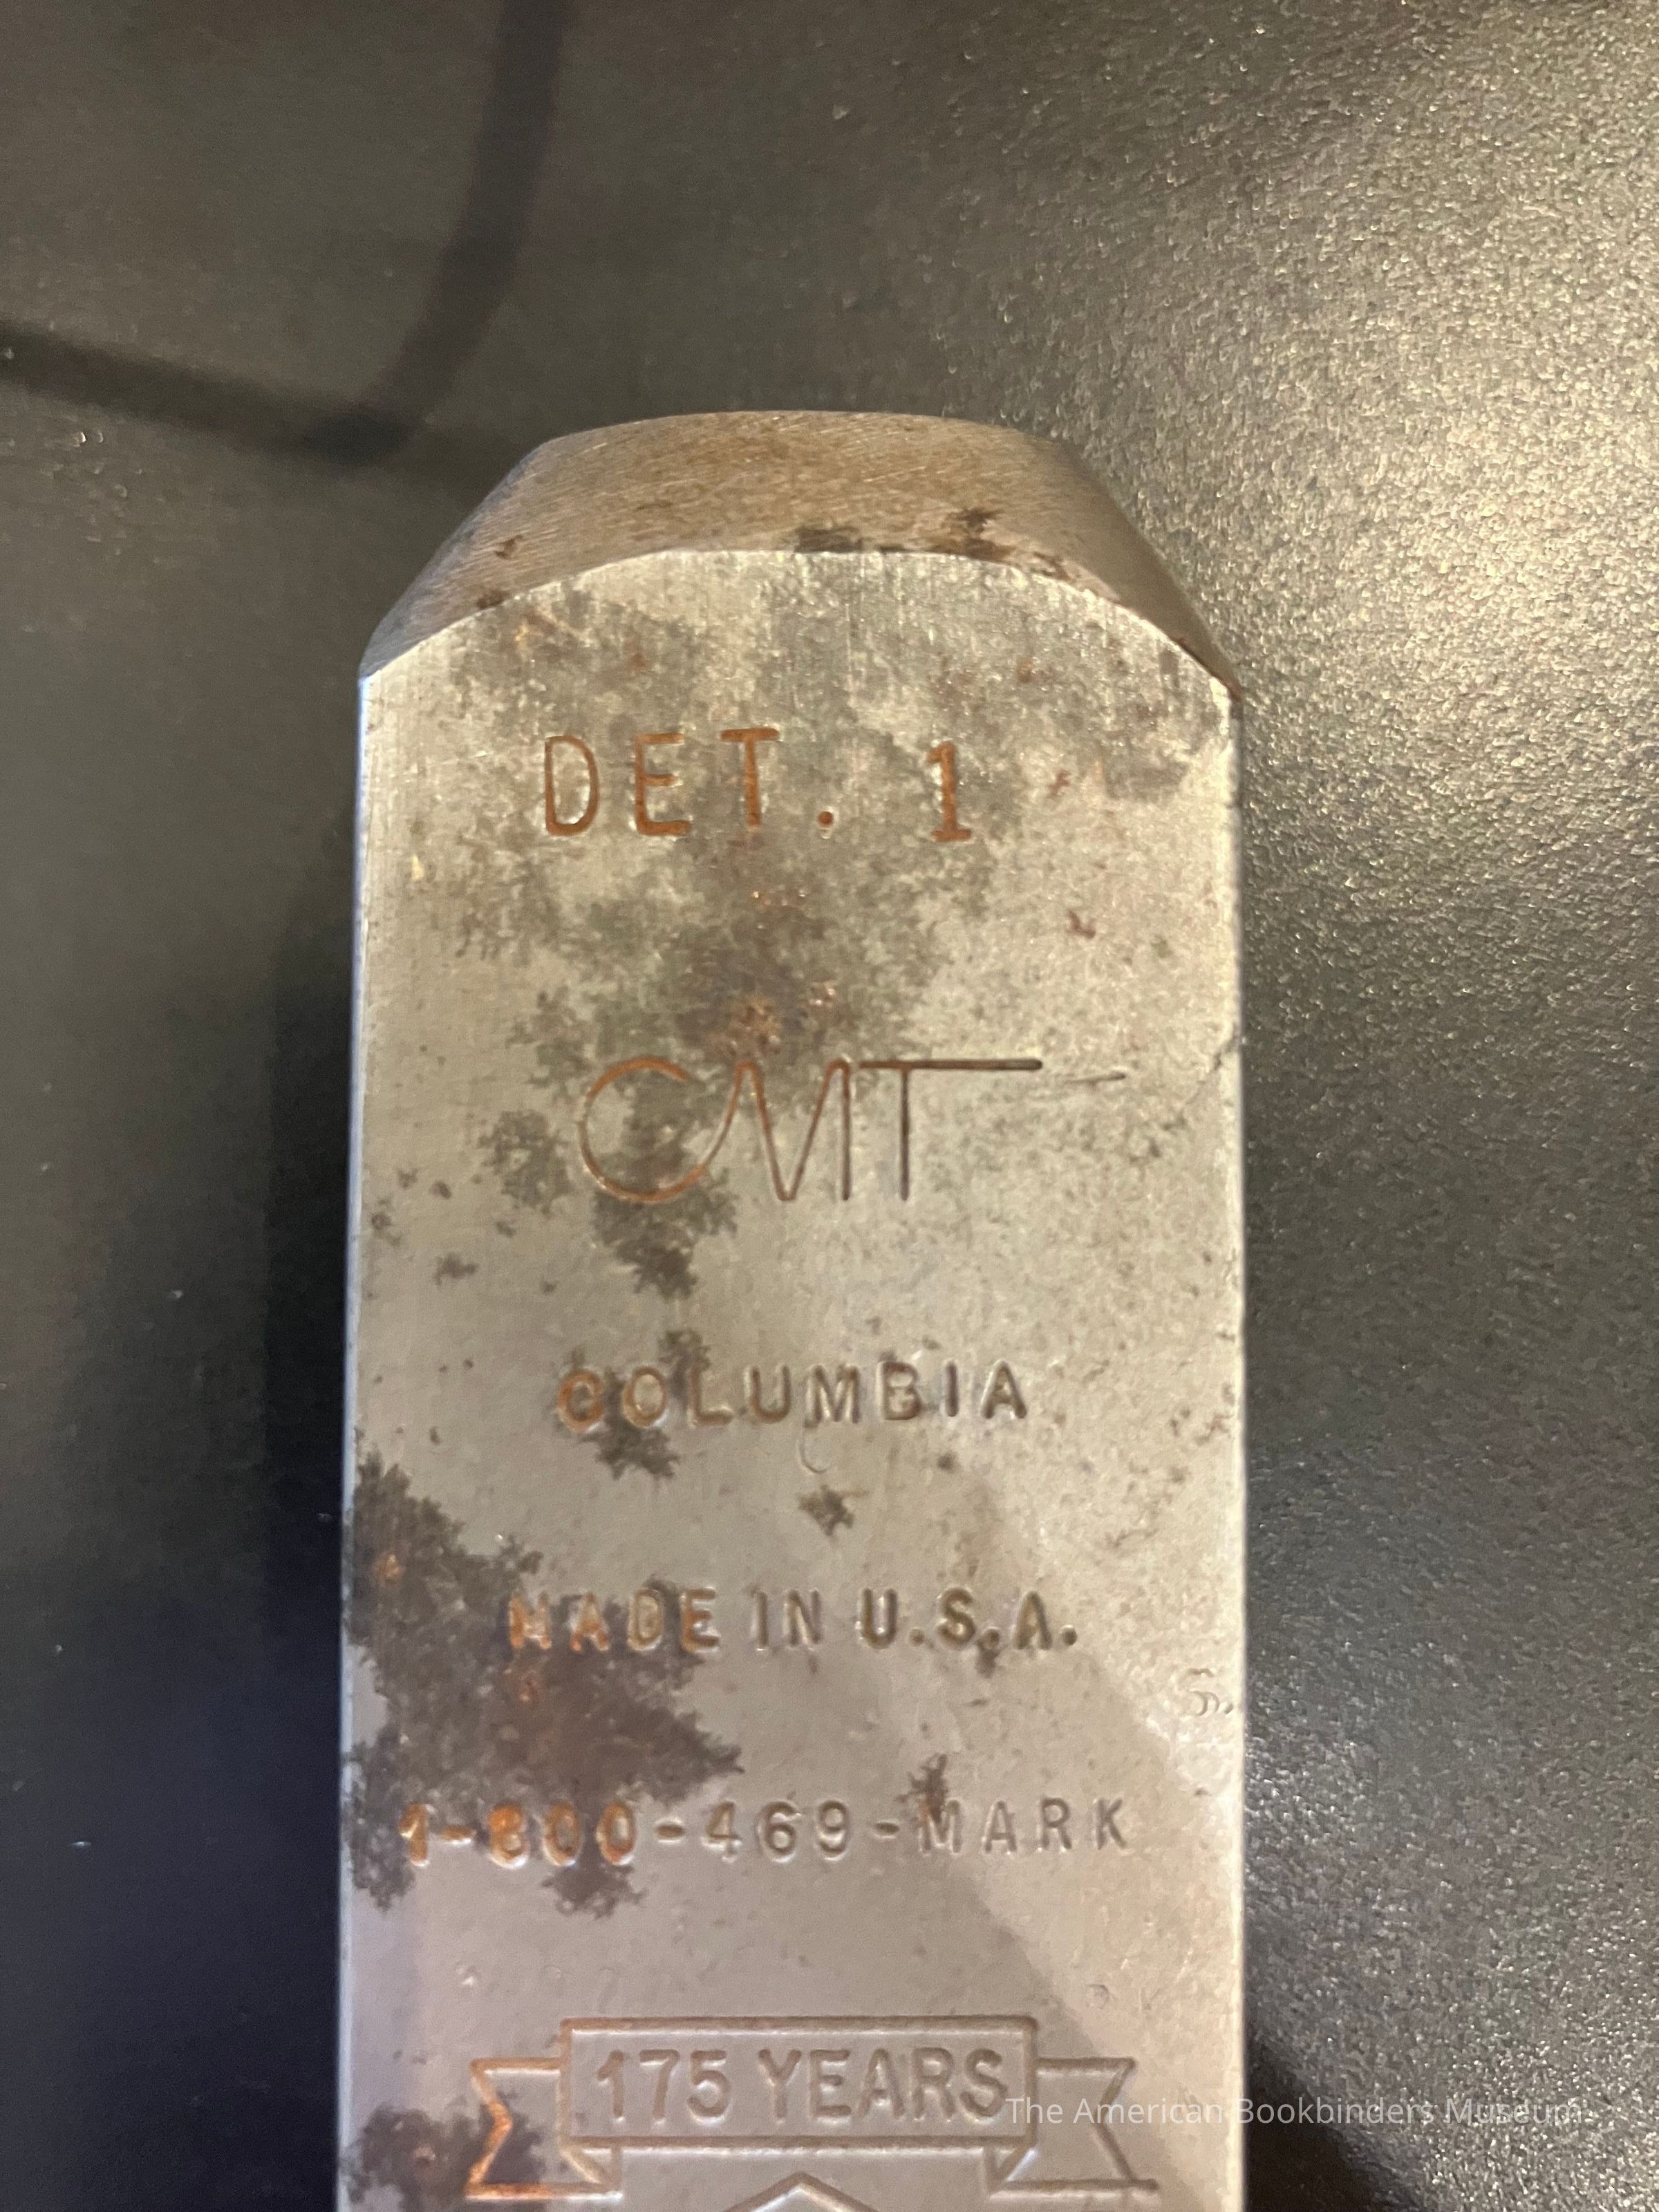 DET. 1
CMT
COLUMBIA
MADE IN U.S.A.
1-800-469-MARK
175 YEARS
The American Bookbinders Museum